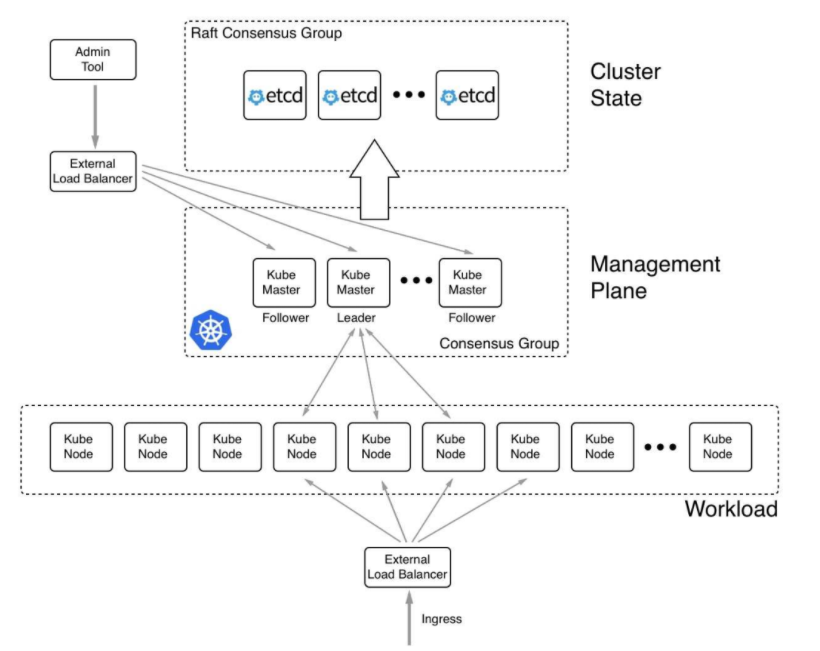 Raft Consensus Group
Admin
Tool
etcd
etcd
etcd
Cluster
State
External
Load Balancer
Kube
Master
Kube
Master
Kube
Master
Management
Plane
Follower
Leader
Follower
Consensus Group
Kube
Node
Kube
Node
Kube
Node
Kube
Node
Kube
Node
Kube
Node
Kube
Node
Kube
Node
Kube
Node
Workload
External
Load Balancer
Ingress